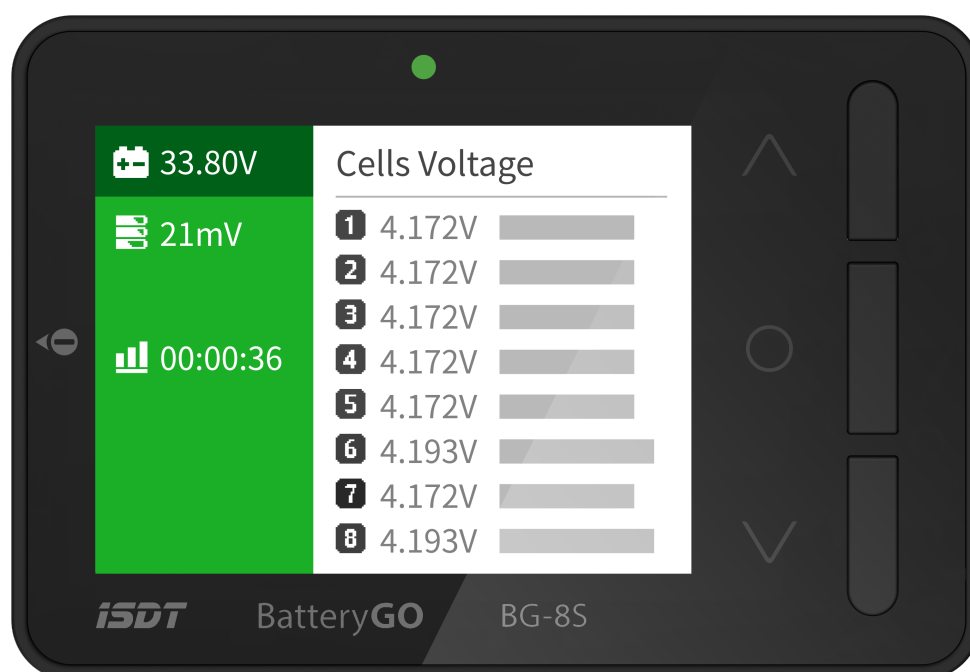 33.80V
21mV
00:00:36
Cells Voltage
1 4.172V
2 4.172V
3 4.172V
4 4.172V
5 4.172V
6 4.193V
7 4.172V
8 4.193V
iSDT BatteryGO BG-8S